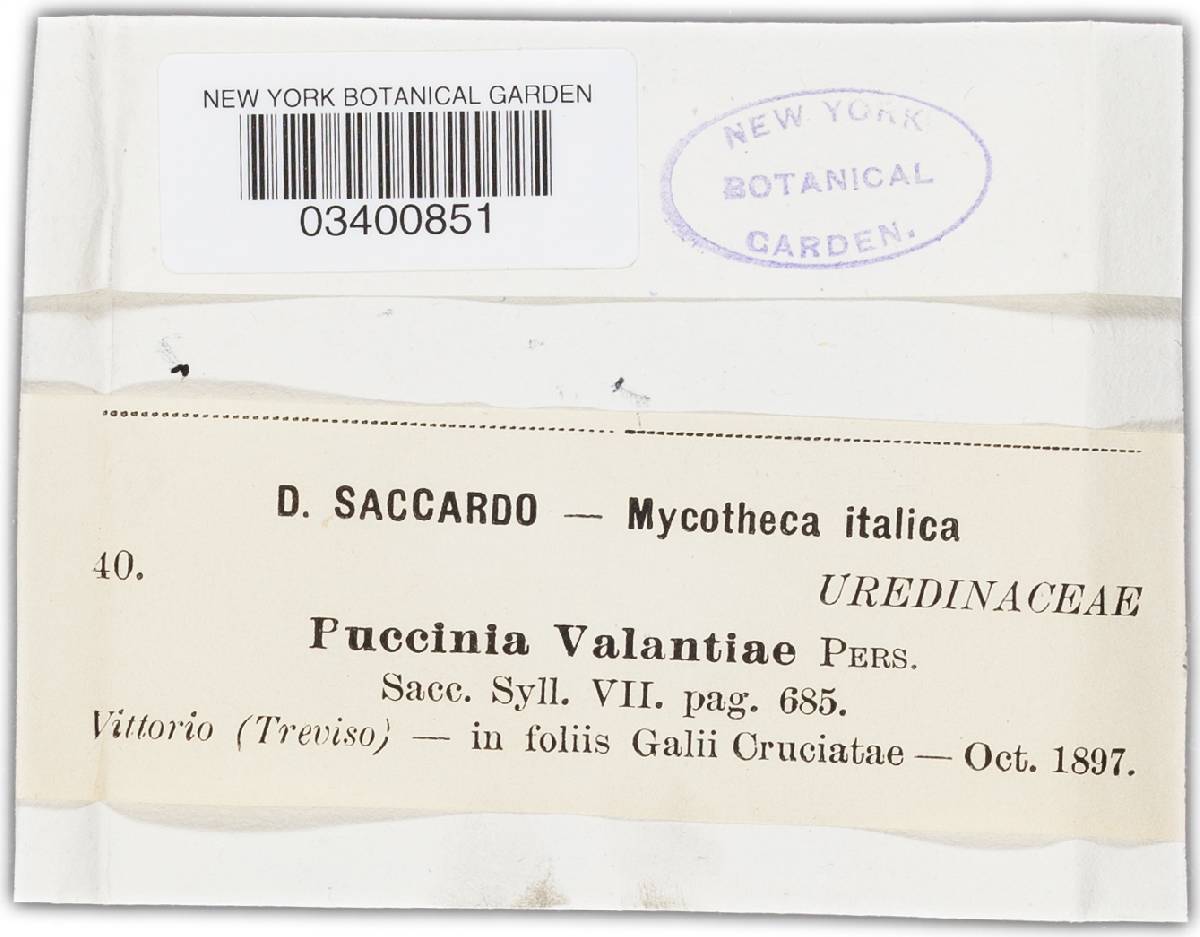 NEW YORK BOTANICAL GARDEN
03400851
NEW YORK
BOTANICAL
GARDEN.
D. SACCARDO — Mycotheca italica
40.
UREDINACEAE
Puccinia Valantiae PERS.
Sacc. Syll. VII. pag. 685.
Vittorio (Treviso) — in foliis Galii Cruciatae — Oct. 1897.